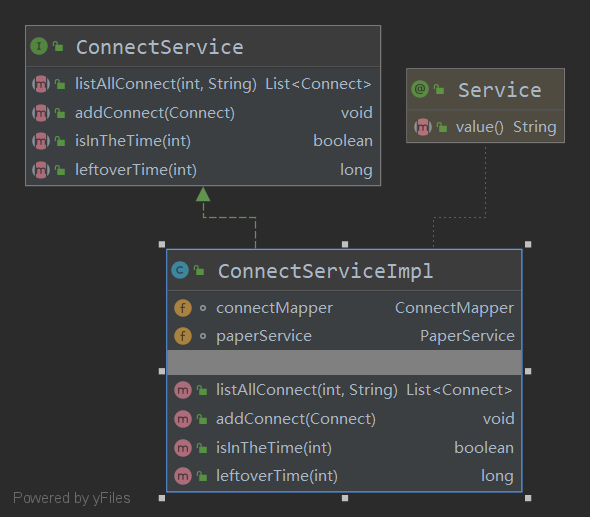 ConnectService
listAllConnect(int, String) List<Connect>
addConnect(Connect) void
isInTheTime(int) boolean
leftoverTime(int) long
Service
value() String
ConnectServiceImpl
connectMapper ConnectMapper
paperService PaperService
listAllConnect(int, String) List<Connect>
addConnect(Connect) void
isInTheTime(int) boolean
leftoverTime(int) long
Powered by yFiles